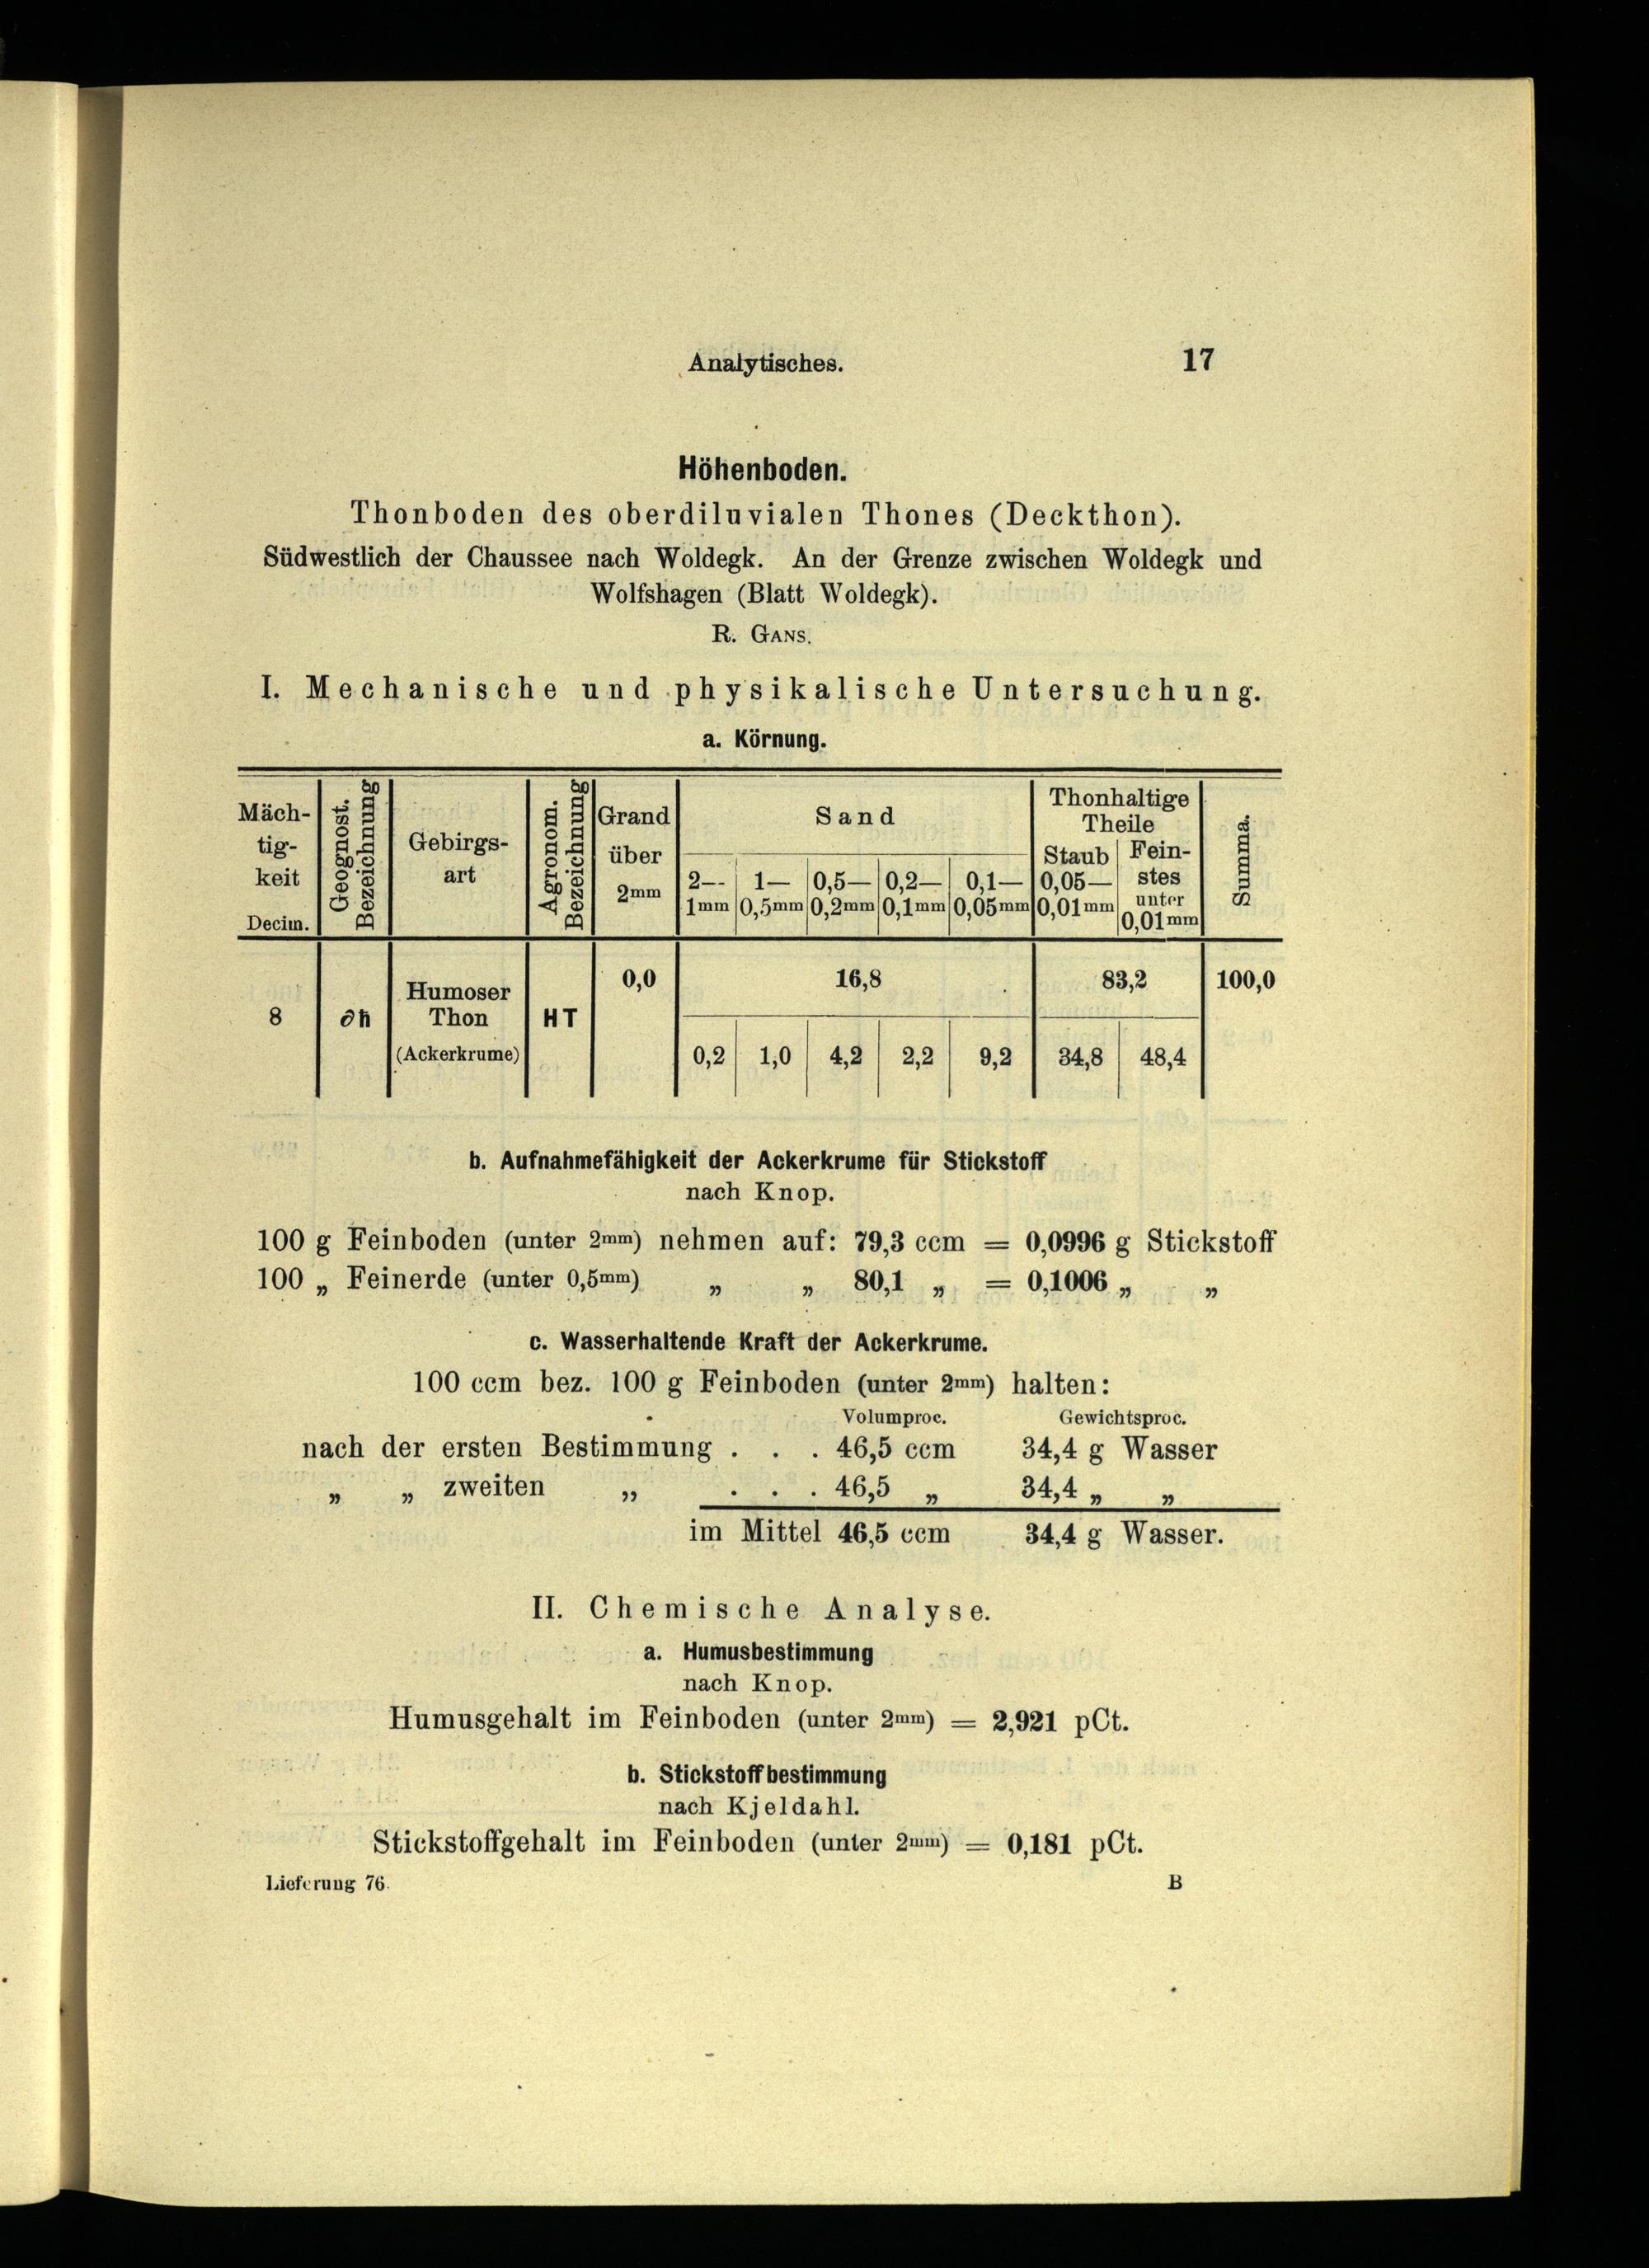 Analytisches. 17
Höhenboden.
Thonboden des oberdiluvialen Thones (Deckthon).
Südwestlich der Chaussee nach Woldegk. An der Grenze zwischen Woldegk und
Wolfshagen (Blatt Woldegk).
R. GANS.
I. Mechanische und physikalische Untersuchung.
a. Körnung.
Mäch-
tig-
keit
Decim.
Geognost.
Bezeichnung
Gebirgs-
art
Agronom.
Bezeichnung
Grand
über
2mm
Sand
2— 1— 0,5— 0,2— 0,1—
1mm 0,5mm 0,2mm 0,1mm 0,05mm
Thonhaltige
Theile
Staub
0,05—
0,01mm
Fein-
stes
unter
0,01mm
Summa.
8
Humoser
Thon
(Ackerkrume)
HT
0,0 16,8 83,2 100,0
0,2 1,0 4,2 2,2 9,2 34,8 48,4
b. Aufnahmefähigkeit der Ackerkrume für Stickstoff
nach Knop.
100 g Feinboden (unter 2mm) nehmen auf: 79,3 ccm = 0,0996 g Stickstoff
100 „ Feinerde (unter 0,5mm) „ „ 80,1 „ = 0,1006 „ „
c. Wasserhaltende Kraft der Ackerkrume.
100 ccm bez. 100 g Feinboden (unter 2mm) halten:
Volumproc. Gewichtsproc.
nach der ersten Bestimmung . . . 46,5 ccm 34,4 g Wasser
„ „ zweiten „ . . . 46,5 „ 34,4 „ „
im Mittel 46,5 ccm 34,4 g Wasser.
II. Chemische Analyse.
a. Humusbestimmung
nach Knop.
Humusgehalt im Feinboden (unter 2mm) = 2,921 pCt.
b. Stickstoffbestimmung
nach Kjeldahl.
Stickstoffgehalt im Feinboden (unter 2mm) = 0,181 pCt.
Lieferung 76. B